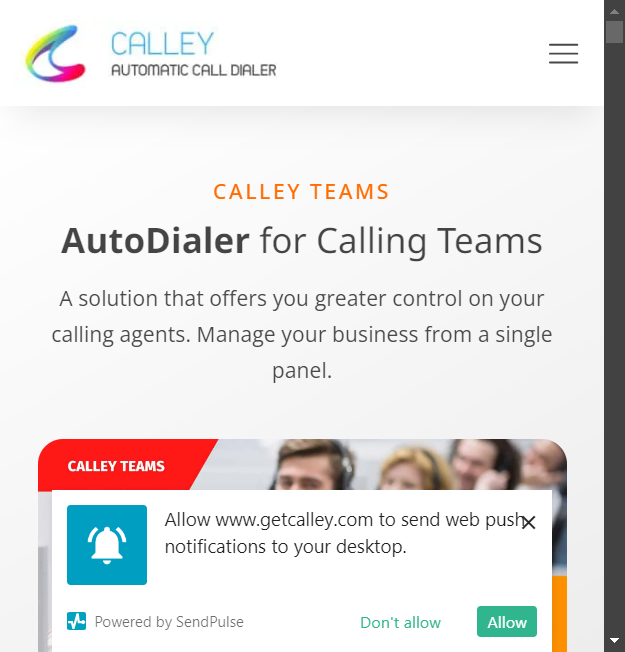 CALLEY
AUTOMATIC CALL DIALER
CALLEY TEAMS
AutoDialer for Calling Teams
A solution that offers you greater control on your
calling agents. Manage your business from a single
panel.
CALLEY TEAMS
Allow www.getcalley.com to send web push
notifications to your desktop.
Powered by SendPulse
Don't allow
Allow